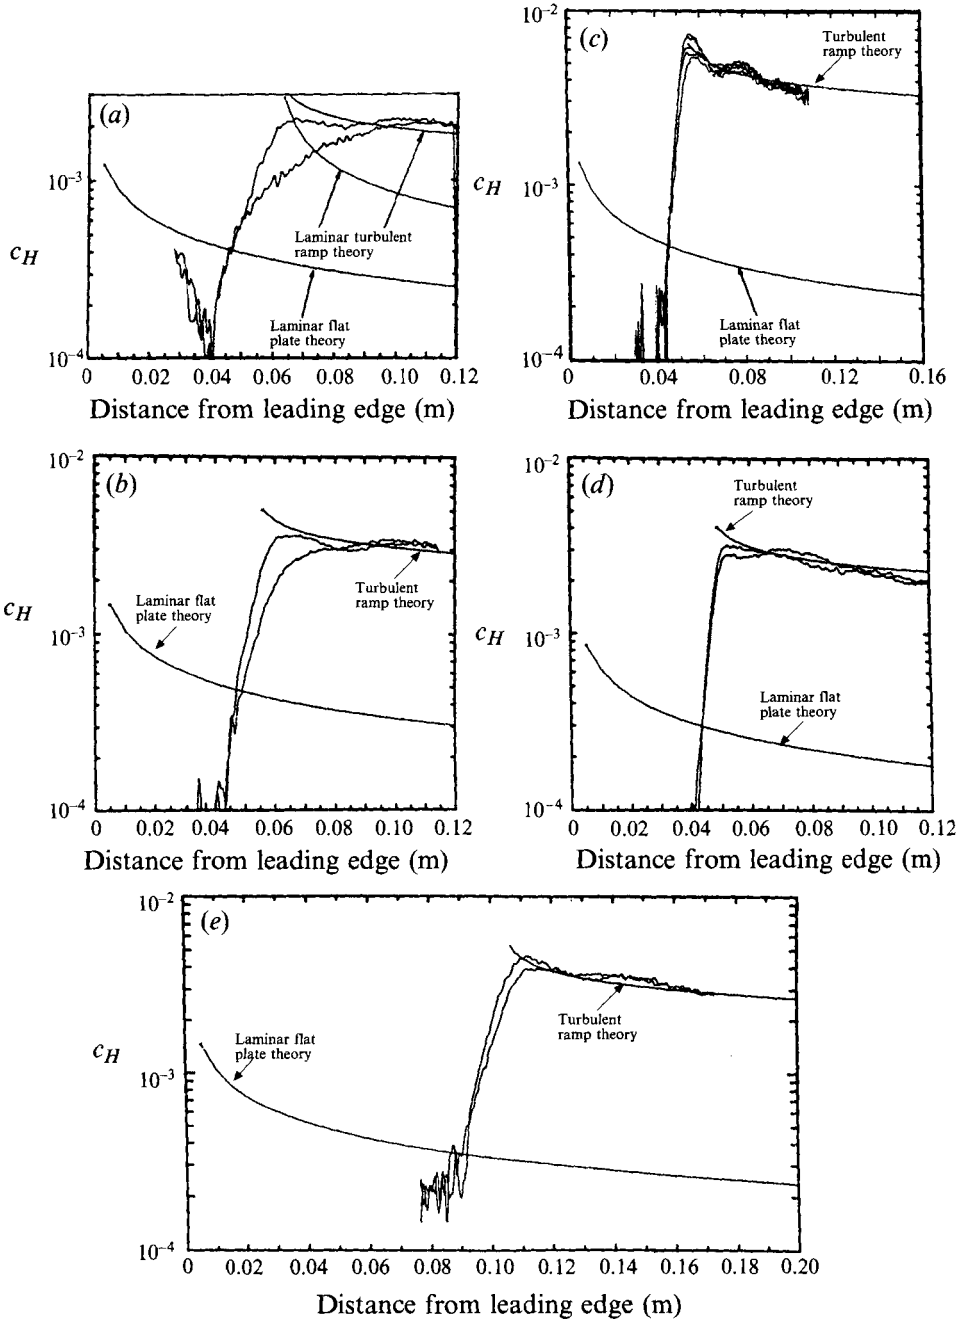 (a)
10^{-3}
c_H
Laminar turbulent
ramp theory
Laminar flat
plate theory
10^{-4}
0 0.02 0.04 0.06 0.08 0.10 0.12
Distance from leading edge (m)
10^{-2}
(c)
Turbulent
ramp theory
10^{-3}
c_H
Laminar flat
plate theory
10^{-4}
0 0.04 0.08 0.12 0.16
Distance from leading edge (m)
10^{-2}
(b)
Turbulent
ramp theory
Laminar flat
plate theory
c_H
10^{-3}
10^{-4}
0 0.02 0.04 0.06 0.08 0.10 0.12
Distance from leading edge (m)
10^{-2}
(d)
Turbulent
ramp theory
c_H
10^{-3}
Laminar flat
plate theory
10^{-4}
0 0.02 0.04 0.06 0.08 0.10 0.12
Distance from leading edge (m)
10^{-2}
(e)
Turbulent
ramp theory
Laminar flat
plate theory
c_H
10^{-3}
10^{-4}
0 0.02 0.04 0.06 0.08 0.10 0.12 0.14 0.16 0.18 0.20
Distance from leading edge (m)